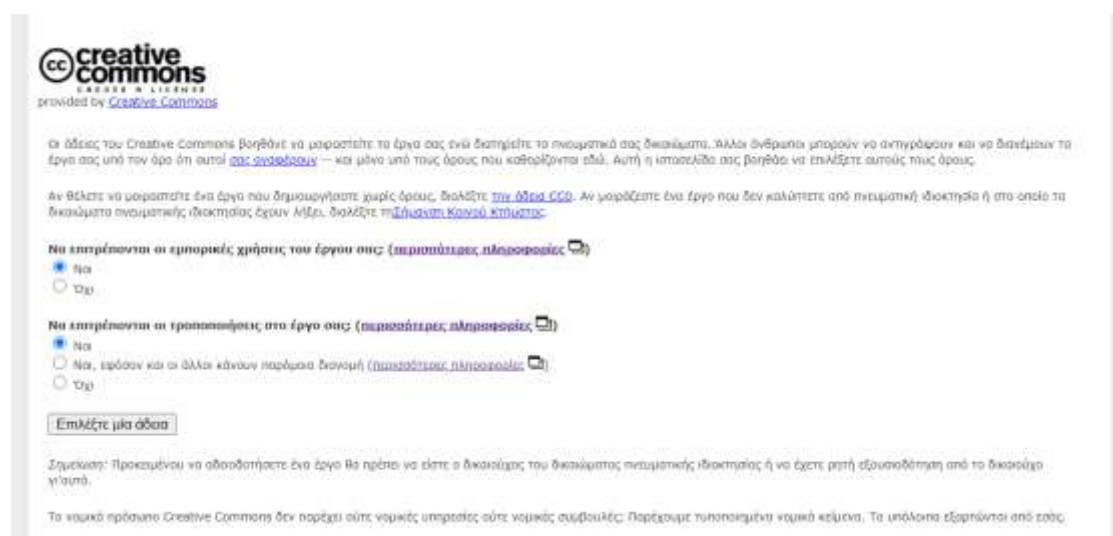 cc creative
commons
CHOOSE A LICENSE
provided by Creative Commons
Οι άδειες του Creative Commons βοηθάνε να μοιραστείτε τα έργα σας ενώ διατηρείτε τα πνευματικά σας δικαιώματα. Άλλοι άνθρωποι μπορούν να αντιγράψουν και να διανέμουν το
έργο σας υπό τον όρο ότι αυτοί σας αναφέρουν — και μόνο υπό τους όρους που καθορίζονται εδώ. Αυτή η ιστοσελίδα σας βοηθάει να επιλέξετε αυτούς τους όρους.
Αν θέλετε να μοιραστείτε ένα έργο που δημιουργήσατε χωρίς όρους, διαλέξτε την άδεια CC0. Αν μοιράζεστε ένα έργο που δεν καλύπτετε από πνευματική ιδιοκτησία ή στο οποίο τα
δικαιώματα πνευματικής ιδιοκτησίας έχουν λήξει, διαλέξτε τη Σήμανση Κοινού Κτήματος.
Να επιτρέπονται οι εμπορικές χρήσεις του έργου σας; (περισσότερες πληροφορίες)
Ναι
Όχι
Να επιτρέπονται οι τροποποιήσεις στο έργο σας; (περισσότερες πληροφορίες)
Ναι
Ναι, εφόσον και οι άλλοι κάνουν παρόμοια διανομή (περισσότερες πληροφορίες)
Όχι
Επιλέξτε μία άδεια
Σημείωση: Προκειμένου να αδειοδοτήσετε ένα έργο θα πρέπει να είστε ο δικαιούχος του δικαιώματος πνευματικής ιδιοκτησίας ή να έχετε ρητή εξουσιοδότηση από το δικαιούχο
γι'αυτό.
Το νομικό πρόσωπο Creative Commons δεν παρέχει ούτε νομικές υπηρεσίες ούτε νομικές συμβουλές; Παρέχουμε τυποποιημένα νομικά κείμενα. Τα υπόλοιπα εξαρτώνται από εσάς.